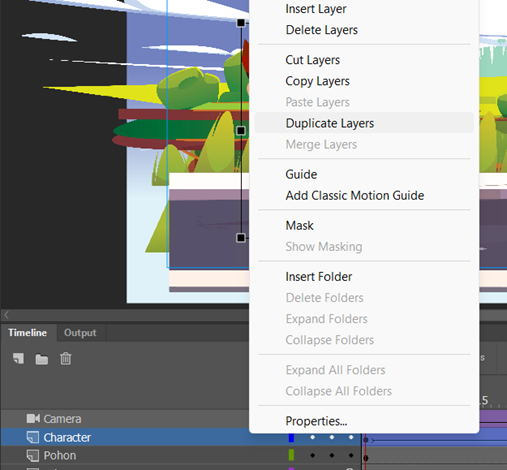 Insert Layer
Delete Layers
Cut Layers
Copy Layers
Paste Layers
Duplicate Layers
Merge Layers
Guide
Add Classic Motion Guide
Mask
Show Masking
Insert Folder
Delete Folders
Expand Folders
Collapse Folders
Expand All Folders
Collapse All Folders
Properties...
Timeline
Output
Camera
Character
Pohon